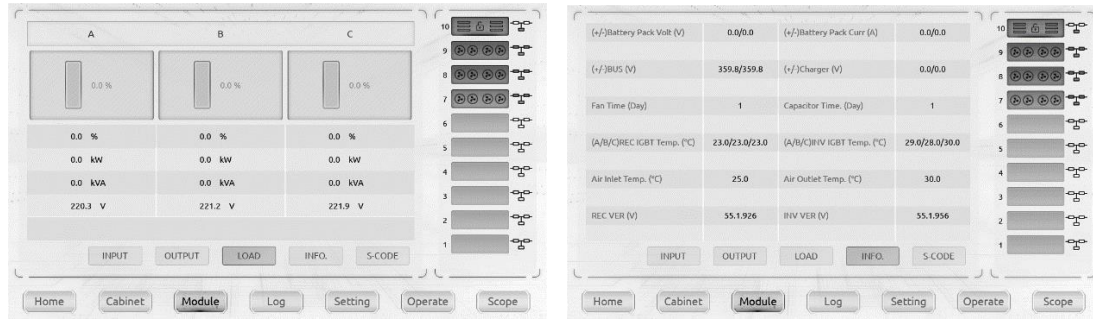 A B C
0.0 % 0.0 % 0.0 %
0.0 % 0.0 % 0.0 %
0.0 kW 0.0 kW 0.0 kW
0.0 kVA 0.0 kVA 0.0 kVA
220.3 V 221.2 V 221.9 V
INPUT OUTPUT LOAD INFO. S-CODE
10
9
8
7
6
5
4
3
2
1
Home Cabinet Module Log Setting Operate Scope
(+/-)Battery Pack Volt (V) 0.0/0.0 (+/-)Battery Pack Curr (A) 0.0/0.0
(+/-)BUS (V) 359.8/359.8 (+/-)Charger (V) 0.0/0.0
Fan Time (Day) 1 Capacitor Time. (Day) 1
(A/B/C)REC IGBT Temp. (°C) 23.0/23.0/23.0 (A/B/C)INV IGBT Temp. (°C) 29.0/28.0/30.0
Air Inlet Temp. (°C) 25.0 Air Outlet Temp. (°C) 30.0
REC VER (V) 55.1.926 INV VER (V) 55.1.956
INPUT OUTPUT LOAD INFO. S-CODE
10
9
8
7
6
5
4
3
2
1
Home Cabinet Module Log Setting Operate Scope